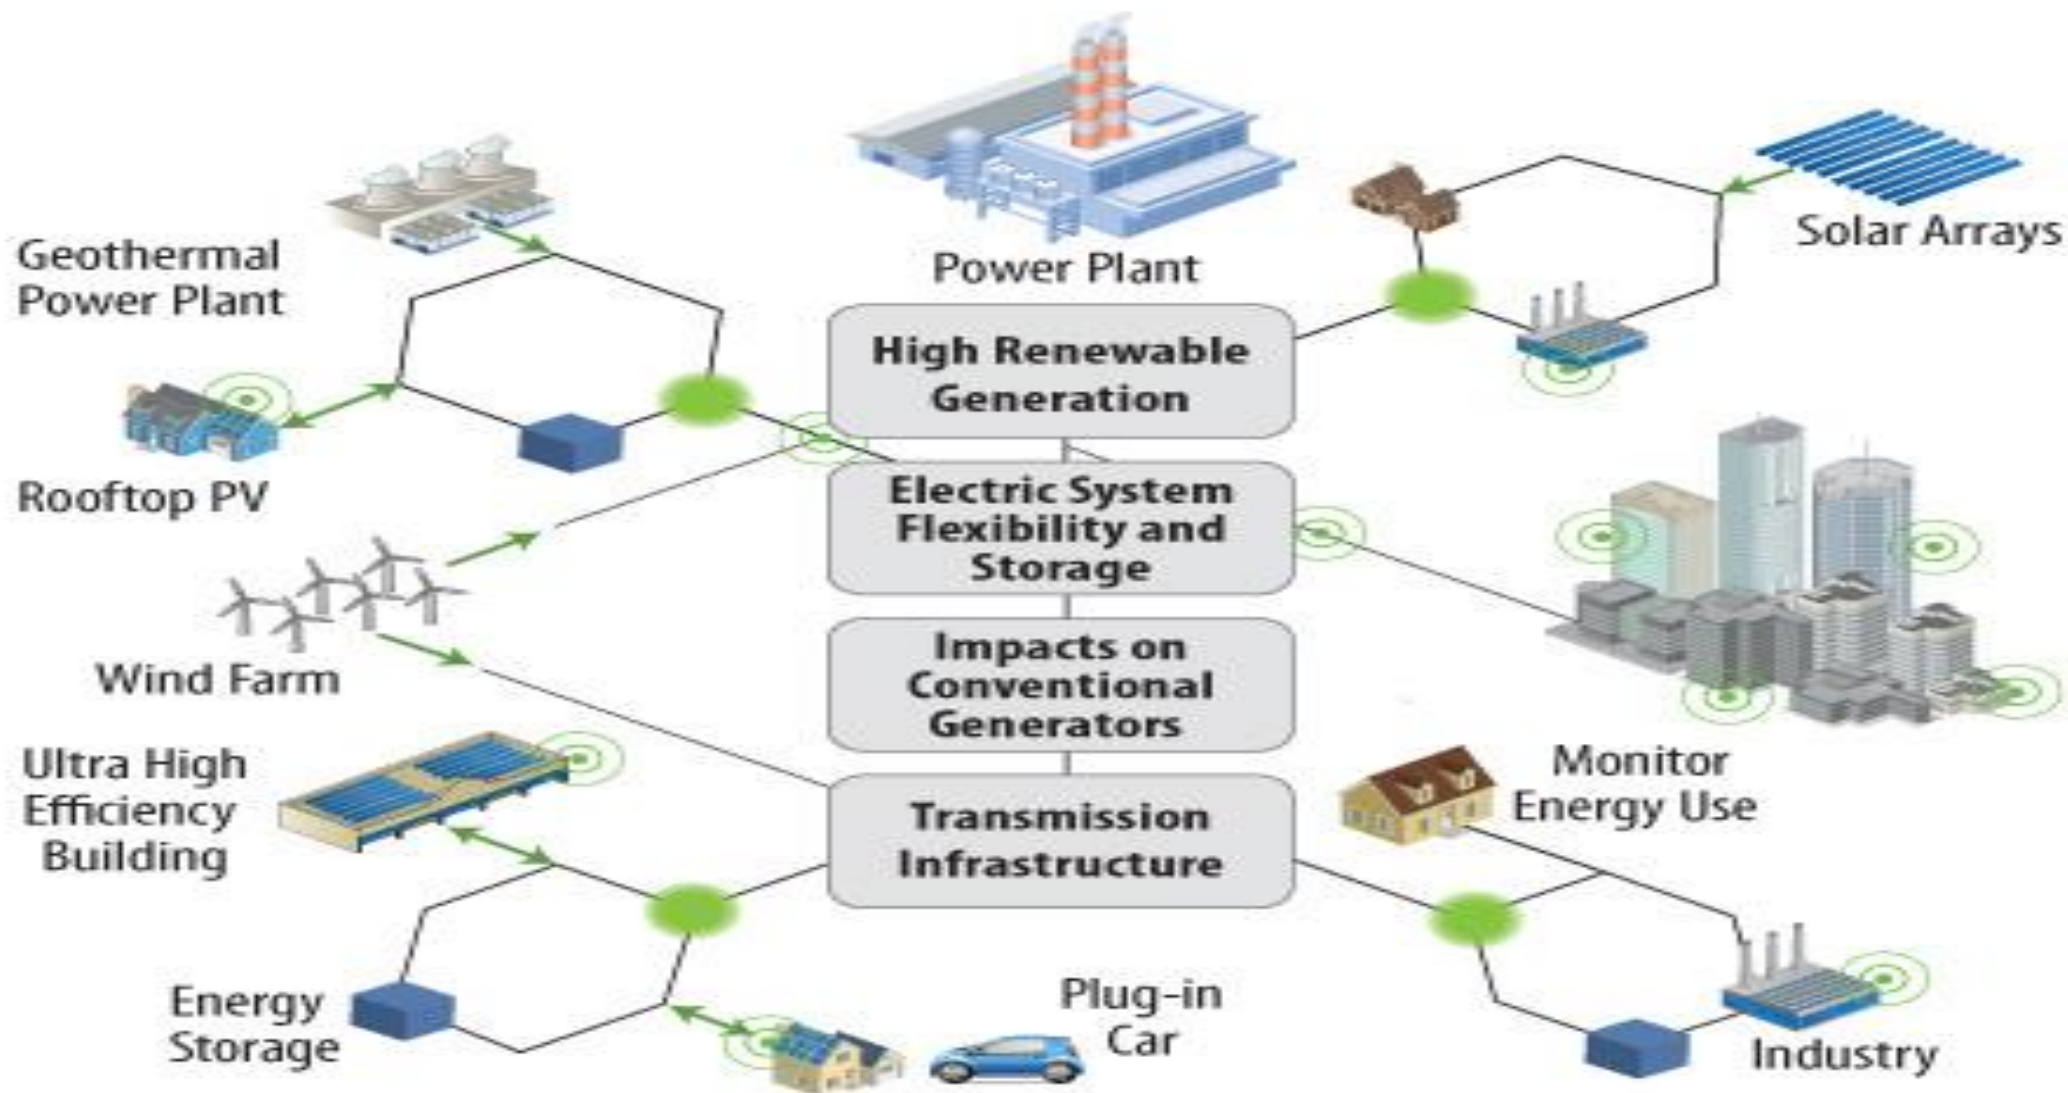 Geothermal
Power Plant
Power Plant
Solar Arrays
High Renewable
Generation
Rooftop PV
Electric System
Flexibility and
Storage
Wind Farm
Impacts on
Conventional
Generators
Ultra High
Efficiency
Building
Monitor
Energy Use
Transmission
Infrastructure
Energy
Storage
Plug-in
Car
Industry